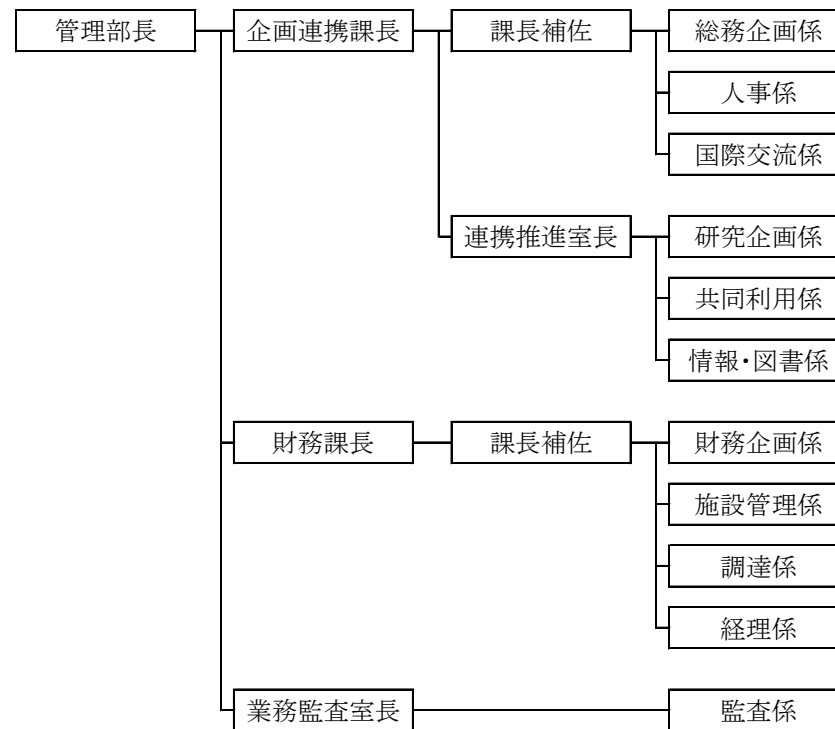 管理部長
企画連携課長
課長補佐
総務企画係
人事係
国際交流係
連携推進室長
研究企画係
共同利用係
情報・図書係
財務課長
課長補佐
財務企画係
施設管理係
調達係
経理係
業務監査室長
監査係